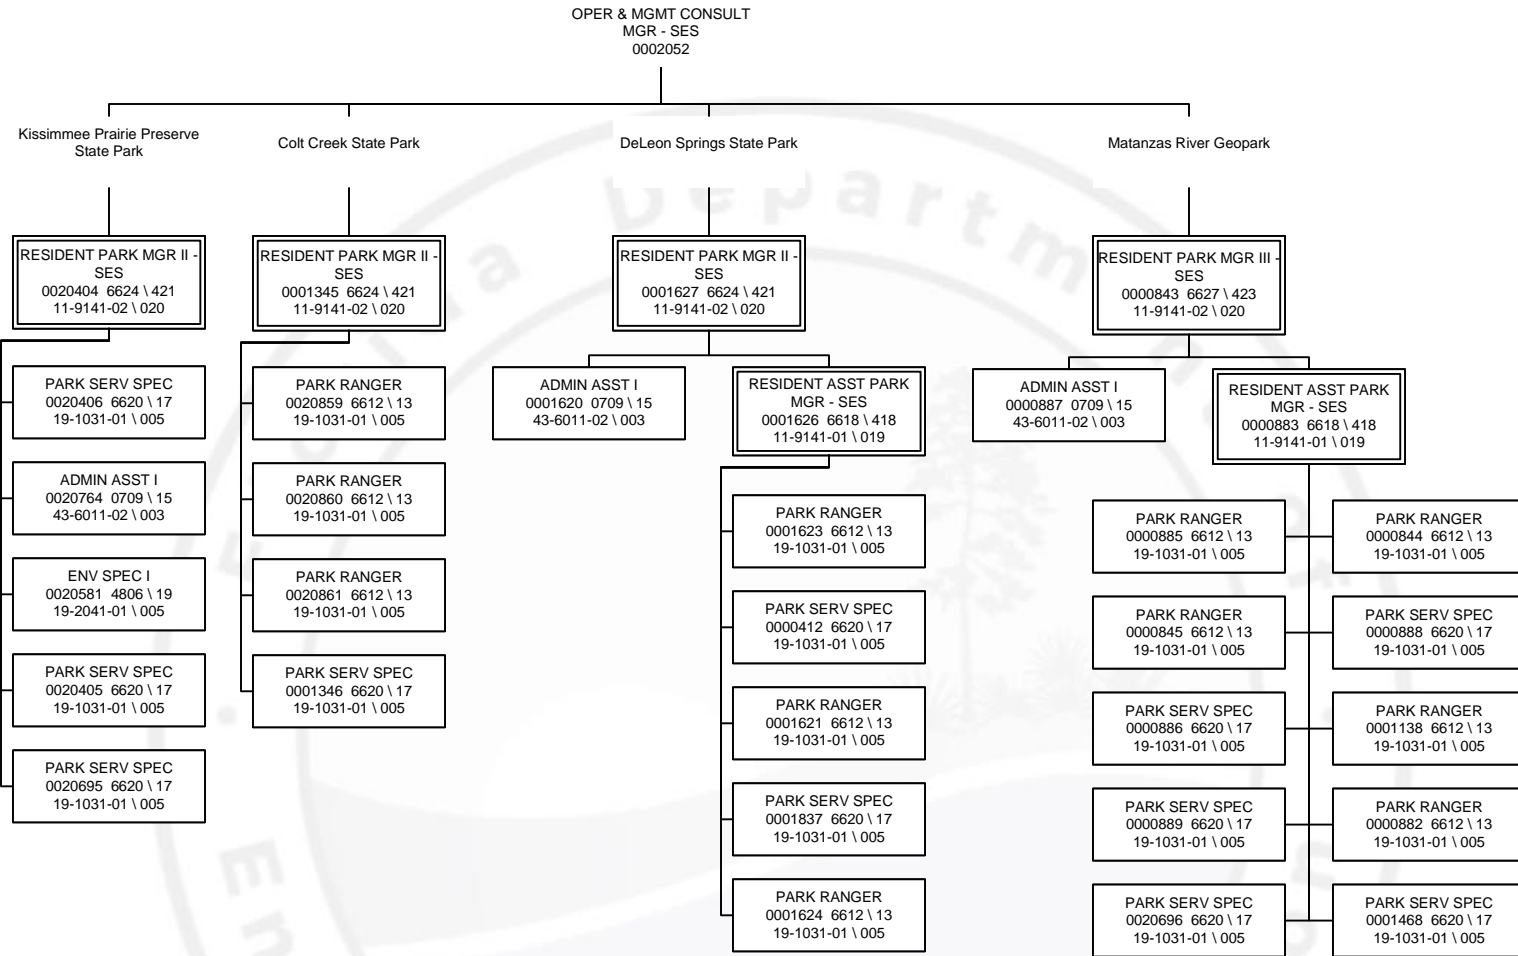 OPER & MGMT CONSULT
MGR - SES
0002052
Kissimmee Prairie Preserve
State Park
Colt Creek State Park
DeLeon Springs State Park
Matanzas River Geopark
RESIDENT PARK MGR II -
SES
0020404 6624 \ 421
11-9141-02 \ 020
RESIDENT PARK MGR II -
SES
0001345 6624 \ 421
11-9141-02 \ 020
RESIDENT PARK MGR II -
SES
0001627 6624 \ 421
11-9141-02 \ 020
RESIDENT PARK MGR III -
SES
0000843 6627 \ 423
11-9141-02 \ 020
PARK SERV SPEC
0020406 6620 \ 17
19-1031-01 \ 005
ADMIN ASST I
0020764 0709 \ 15
43-6011-02 \ 003
ENV SPEC I
0020581 4806 \ 19
19-2041-01 \ 005
PARK SERV SPEC
0020405 6620 \ 17
19-1031-01 \ 005
PARK SERV SPEC
0020695 6620 \ 17
19-1031-01 \ 005
PARK RANGER
0020859 6612 \ 13
19-1031-01 \ 005
PARK RANGER
0020860 6612 \ 13
19-1031-01 \ 005
PARK RANGER
0020861 6612 \ 13
19-1031-01 \ 005
PARK SERV SPEC
0001346 6620 \ 17
19-1031-01 \ 005
ADMIN ASST I
0001620 0709 \ 15
43-6011-02 \ 003
RESIDENT ASST PARK
MGR - SES
0001626 6618 \ 418
11-9141-01 \ 019
PARK RANGER
0001623 6612 \ 13
19-1031-01 \ 005
PARK SERV SPEC
0000412 6620 \ 17
19-1031-01 \ 005
PARK RANGER
0001621 6612 \ 13
19-1031-01 \ 005
PARK SERV SPEC
0001837 6620 \ 17
19-1031-01 \ 005
PARK RANGER
0001624 6612 \ 13
19-1031-01 \ 005
ADMIN ASST I
0000887 0709 \ 15
43-6011-02 \ 003
RESIDENT ASST PARK
MGR - SES
0000883 6618 \ 418
11-9141-01 \ 019
PARK RANGER
0000885 6612 \ 13
19-1031-01 \ 005
PARK RANGER
0000844 6612 \ 13
19-1031-01 \ 005
PARK RANGER
0000845 6612 \ 13
19-1031-01 \ 005
PARK SERV SPEC
0000888 6620 \ 17
19-1031-01 \ 005
PARK SERV SPEC
0000886 6620 \ 17
19-1031-01 \ 005
PARK RANGER
0001138 6612 \ 13
19-1031-01 \ 005
PARK SERV SPEC
0000889 6620 \ 17
19-1031-01 \ 005
PARK RANGER
0000882 6612 \ 13
19-1031-01 \ 005
PARK SERV SPEC
0020696 6620 \ 17
19-1031-01 \ 005
PARK SERV SPEC
0001468 6620 \ 17
19-1031-01 \ 005